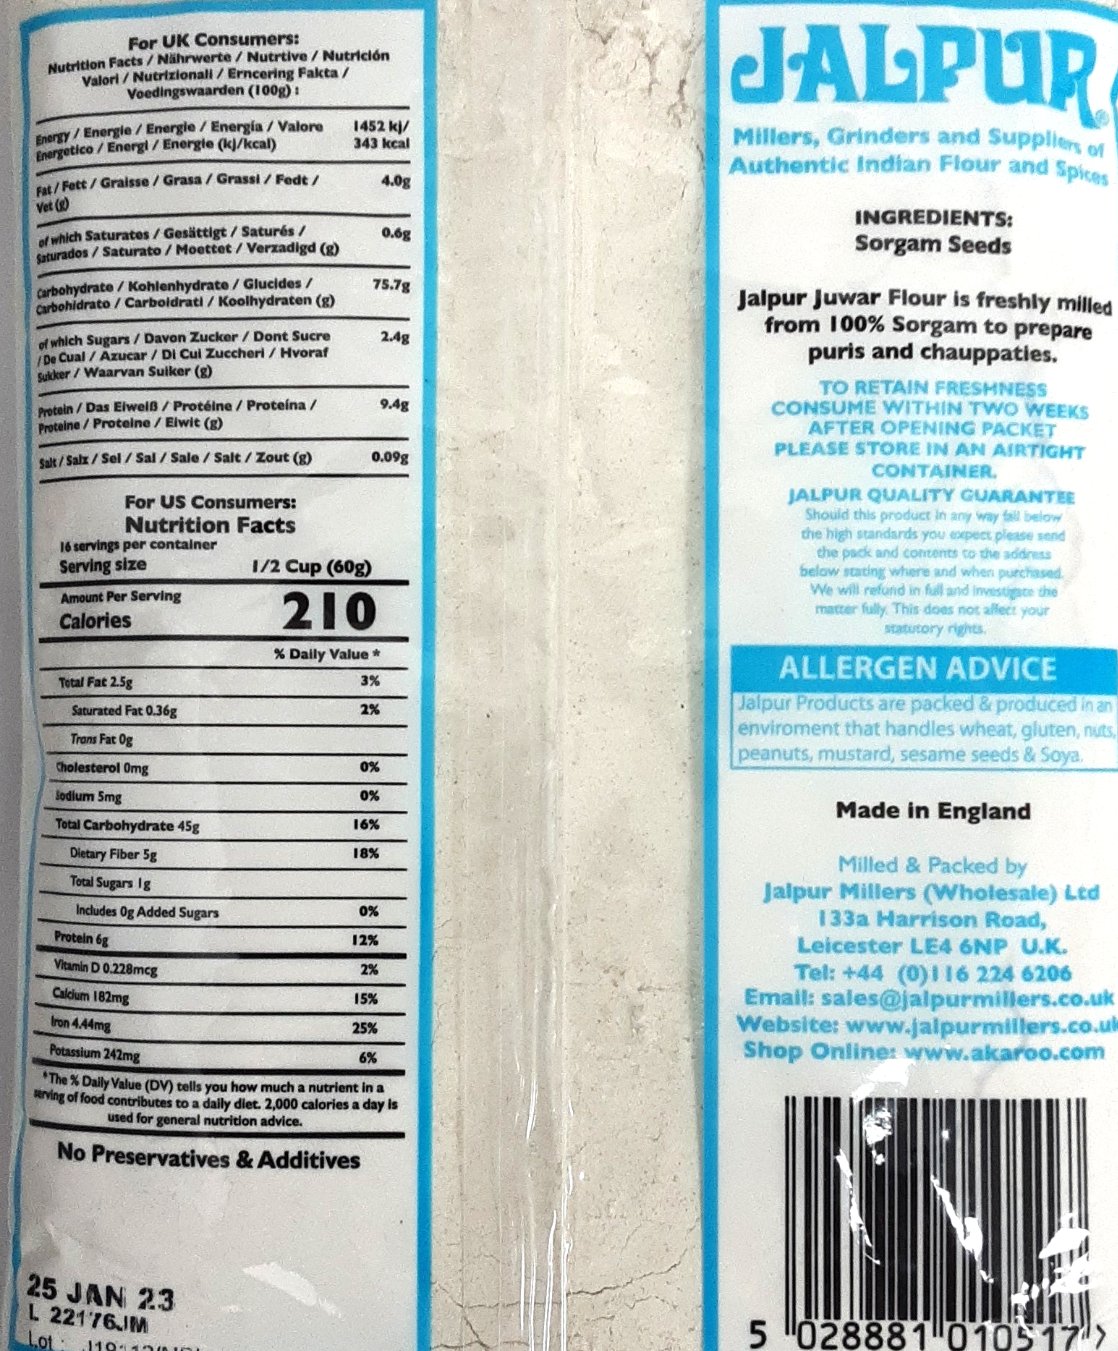 For UK Consumers:
Nutrition Facts / Nährwerte / Nutrtive / Nutrición
Valori / Nutrizionali / Erncering Fakta /
Voedingswaarden (100g) :
Energy / Energie / Energie / Energía / Valore 1452 kj/
Energetico / Energi / Energie (kj/kcal) 343 kcal
Fat / Fett / Graisse / Grasa / Grassi / Fedt / 4.0g
Vet (g)
of which Saturates / Gesättigt / Saturés / 0.6g
Saturados / Saturato / Moettet / Verzadigd (g)
Carbohydrate / Kohlenhydrate / Glucides / 75.7g
Carbohidrato / Carboidrati / Koolhydraten (g)
of which Sugars / Davon Zucker / Dont Sucre 2.4g
/ De Cual / Azucar / Di Cui Zuccheri / Hvoraf
Sukker / Waarvan Suiker (g)
Protein / Das Eiweiß / Protéine / Proteína / 9.4g
Proteine / Proteine / Eiwit (g)
Salt / Salz / Sel / Sal / Sale / Salt / Zout (g) 0.09g
For US Consumers:
Nutrition Facts
16 servings per container
Serving size 1/2 Cup (60g)
Amount Per Serving
Calories 210
% Daily Value *
Total Fat 2.5g 3%
Saturated Fat 0.36g 2%
Trans Fat 0g
Cholesterol 0mg 0%
Sodium 5mg 0%
Total Carbohydrate 45g 16%
Dietary Fiber 5g 18%
Total Sugars 1g
Includes 0g Added Sugars 0%
Protein 6g 12%
Vitamin D 0.228mcg 2%
Calcium 182mg 15%
Iron 4.44mg 25%
Potassium 242mg 6%
*The % Daily Value (DV) tells you how much a nutrient in a
serving of food contributes to a daily diet. 2,000 calories a day is
used for general nutrition advice.
No Preservatives & Additives
25 JAN 23
L 22176JM
Lot :
JALPUR®
Millers, Grinders and Suppliers of
Authentic Indian Flour and Spices
INGREDIENTS:
Sorgam Seeds
Jalpur Juwar Flour is freshly milled
from 100% Sorgam to prepare
puris and chauppaties.
TO RETAIN FRESHNESS
CONSUME WITHIN TWO WEEKS
AFTER OPENING PACKET
PLEASE STORE IN AN AIRTIGHT
CONTAINER.
JALPUR QUALITY GUARANTEE
Should this product in any way fall below
the high standards you expect please send
the pack and contents to the address
below stating where and when purchased.
We will refund in full and investigate the
matter fully. This does not affect your
statutory rights.
ALLERGEN ADVICE
Jalpur Products are packed & produced in an
enviroment that handles wheat, gluten, nuts,
peanuts, mustard, sesame seeds & Soya.
Made in England
Milled & Packed by
Jalpur Millers (Wholesale) Ltd
133a Harrison Road,
Leicester LE4 6NP U.K.
Tel: +44 (0)116 224 6206
Email: sales@jalpurmillers.co.uk
Website: www.jalpurmillers.co.uk
Shop Online: www.akaroo.com
5 028881 010517 >